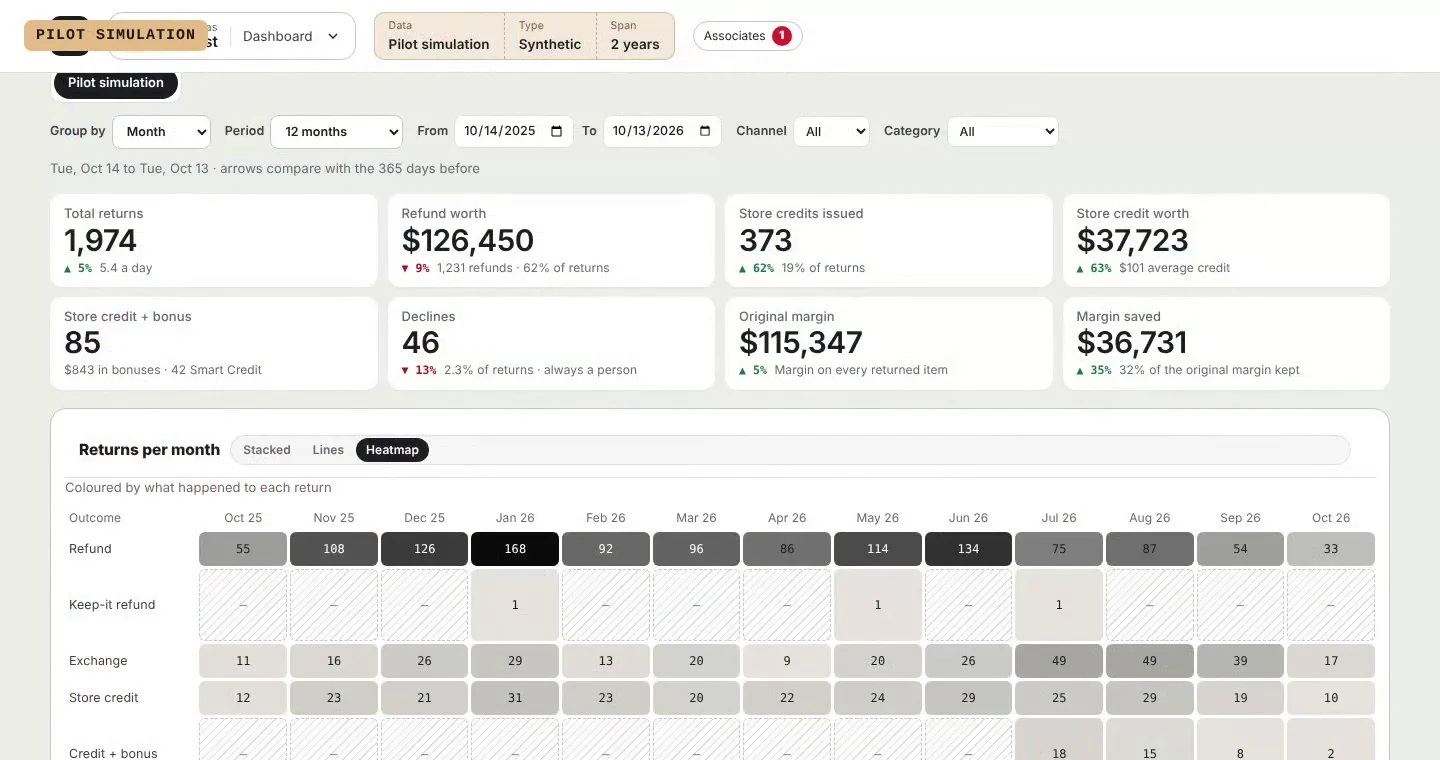 PILOT SIMULATION
as
st
Dashboard
Data
Pilot simulation
Type
Synthetic
Span
2 years
Associates 1
Pilot simulation
Group by Month Period 12 months From 10/14/2025 To 10/13/2026 Channel All Category All
Tue, Oct 14 to Tue, Oct 13 · arrows compare with the 365 days before
Total returns
1,974
▲ 5% 5.4 a day
Refund worth
$126,450
▼ 9% 1,231 refunds · 62% of returns
Store credits issued
373
▲ 62% 19% of returns
Store credit worth
$37,723
▲ 63% $101 average credit
Store credit + bonus
85
$843 in bonuses · 42 Smart Credit
Declines
46
▼ 13% 2.3% of returns · always a person
Original margin
$115,347
▲ 5% Margin on every returned item
Margin saved
$36,731
▲ 35% 32% of the original margin kept
Returns per month Stacked Lines Heatmap
Coloured by what happened to each return
Outcome Oct 25 Nov 25 Dec 25 Jan 26 Feb 26 Mar 26 Apr 26 May 26 Jun 26 Jul 26 Aug 26 Sep 26 Oct 26
Refund 55 108 126 168 92 96 86 114 134 75 87 54 33
Keep-it refund – – – 1 – – – 1 – 1 – – –
Exchange 11 16 26 29 13 20 9 20 26 49 49 39 17
Store credit 12 23 21 31 23 20 22 24 29 25 29 19 10
Credit + bonus – – – – – – – – – 18 15 8 2